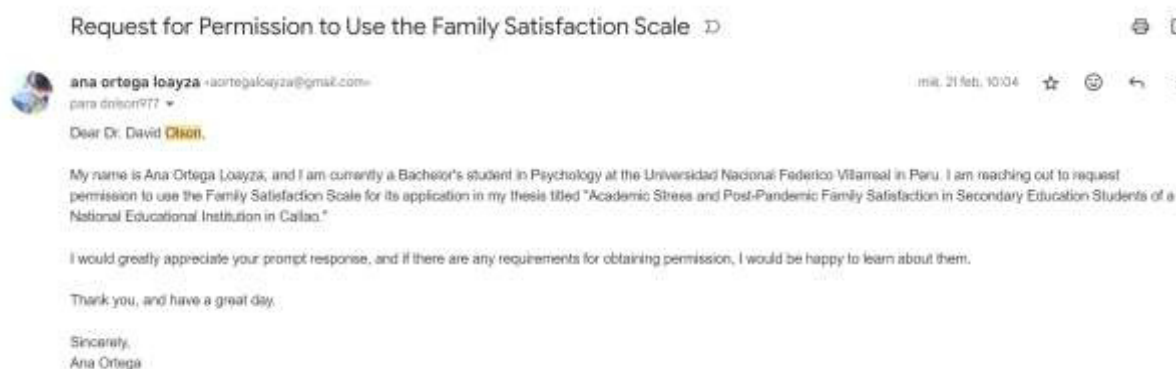 Request for Permission to Use the Family Satisfaction Scale
ana ortega loayza <aortegaloayza@gmail.com>
mié, 21 feb, 10:04
para dolson977
Dear Dr. David Olson,
My name is Ana Ortega Loayza, and I am currently a Bachelor's student in Psychology at the Universidad Nacional Federico Villarreal in Peru. I am reaching out to request
permission to use the Family Satisfaction Scale for its application in my thesis titled "Academic Stress and Post-Pandemic Family Satisfaction in Secondary Education Students of a
National Educational Institution in Callao."
I would greatly appreciate your prompt response, and if there are any requirements for obtaining permission, I would be happy to learn about them.
Thank you, and have a great day.
Sincerely,
Ana Ortega